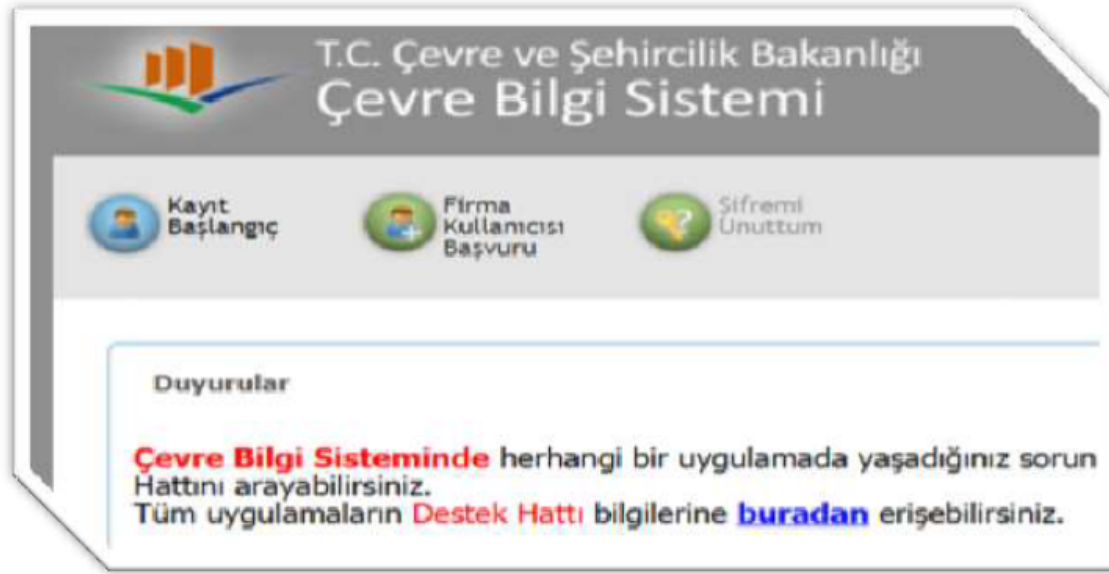 T.C. Çevre ve Şehircilik Bakanlığı
Çevre Bilgi Sistemi
Kayıt
Başlangıç
Firma
Kullanıcısı
Başvuru
Şifremi
Unuttum
Duyurular
Çevre Bilgi Sisteminde herhangi bir uygulamada yaşadığınız sorun
Hattını arayabilirsiniz.
Tüm uygulamaların Destek Hattı bilgilerine buradan erişebilirsiniz.